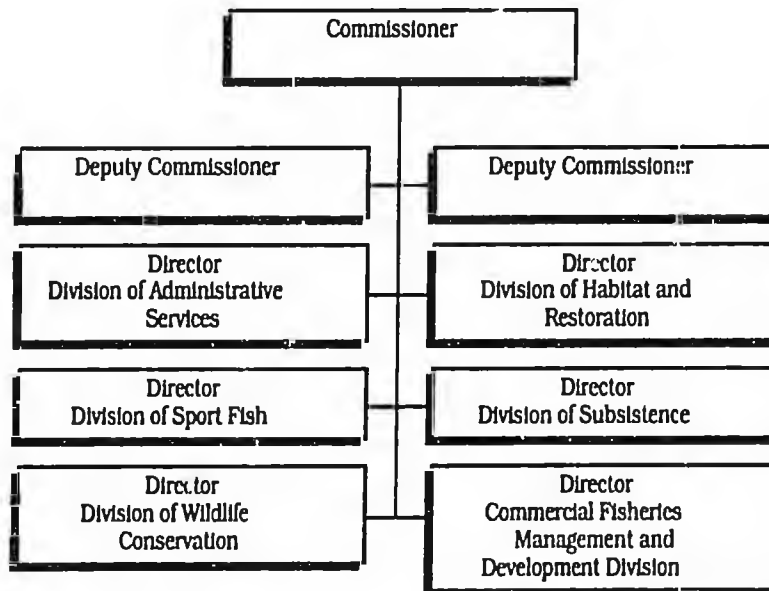 Commissioner
Deputy Commissioner
Deputy Commissioner
Director
Division of Administrative
Services
Director
Division of Habitat and
Restoration
Director
Division of Sport Fish
Director
Division of Subsistence
Director
Division of Wildlife
Conservation
Director
Commercial Fisheries
Management and
Development Division